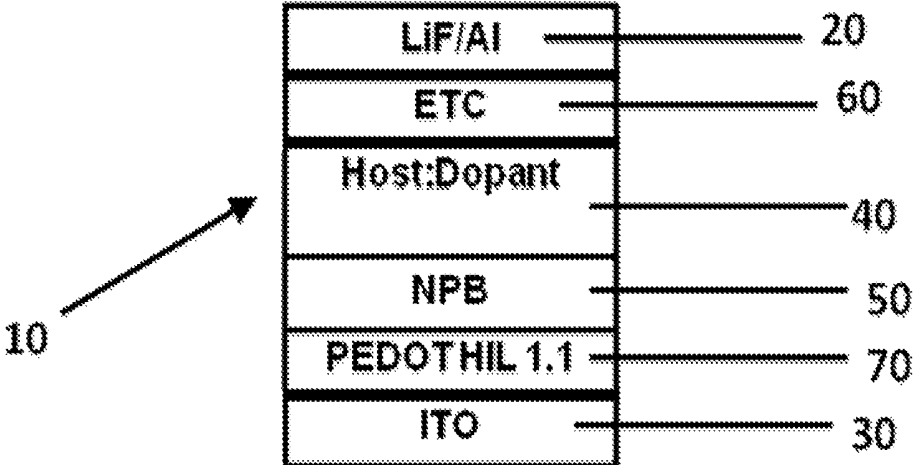 LiF/Al 20
ETC 60
Host:Dopant
40
NPB 50
10
PEDOT HIL 1.1 70
ITO 30